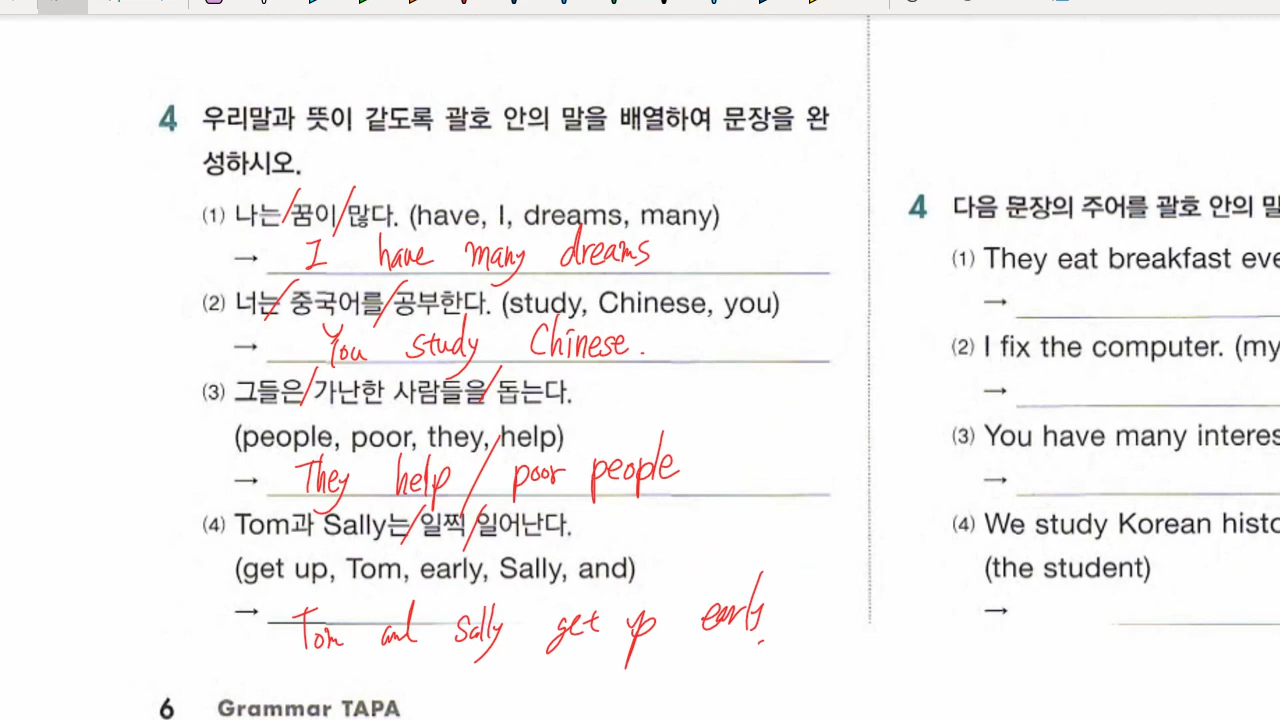 4 우리말과 뜻이 같도록 괄호 안의 말을 배열하여 문장을 완
성하시오.
(1) 나는 꿈이 많다. (have, I, dreams, many)
→ I have many dreams
(2) 너는 중국어를 공부한다. (study, Chinese, you)
→ You study Chinese.
(3) 그들은 가난한 사람들을 돕는다.
(people, poor, they, help)
→ They help poor people
(4) Tom과 Sally는 일찍 일어난다.
(get up, Tom, early, Sally, and)
→ Tom and Sally get up early.
6 Grammar TAPA
4 다음 문장의 주어를 괄호 안의
(1) They eat breakfast
→
(2) I fix the computer. (my
→
(3) You have many
→
(4) We study Korean
(the student)
→